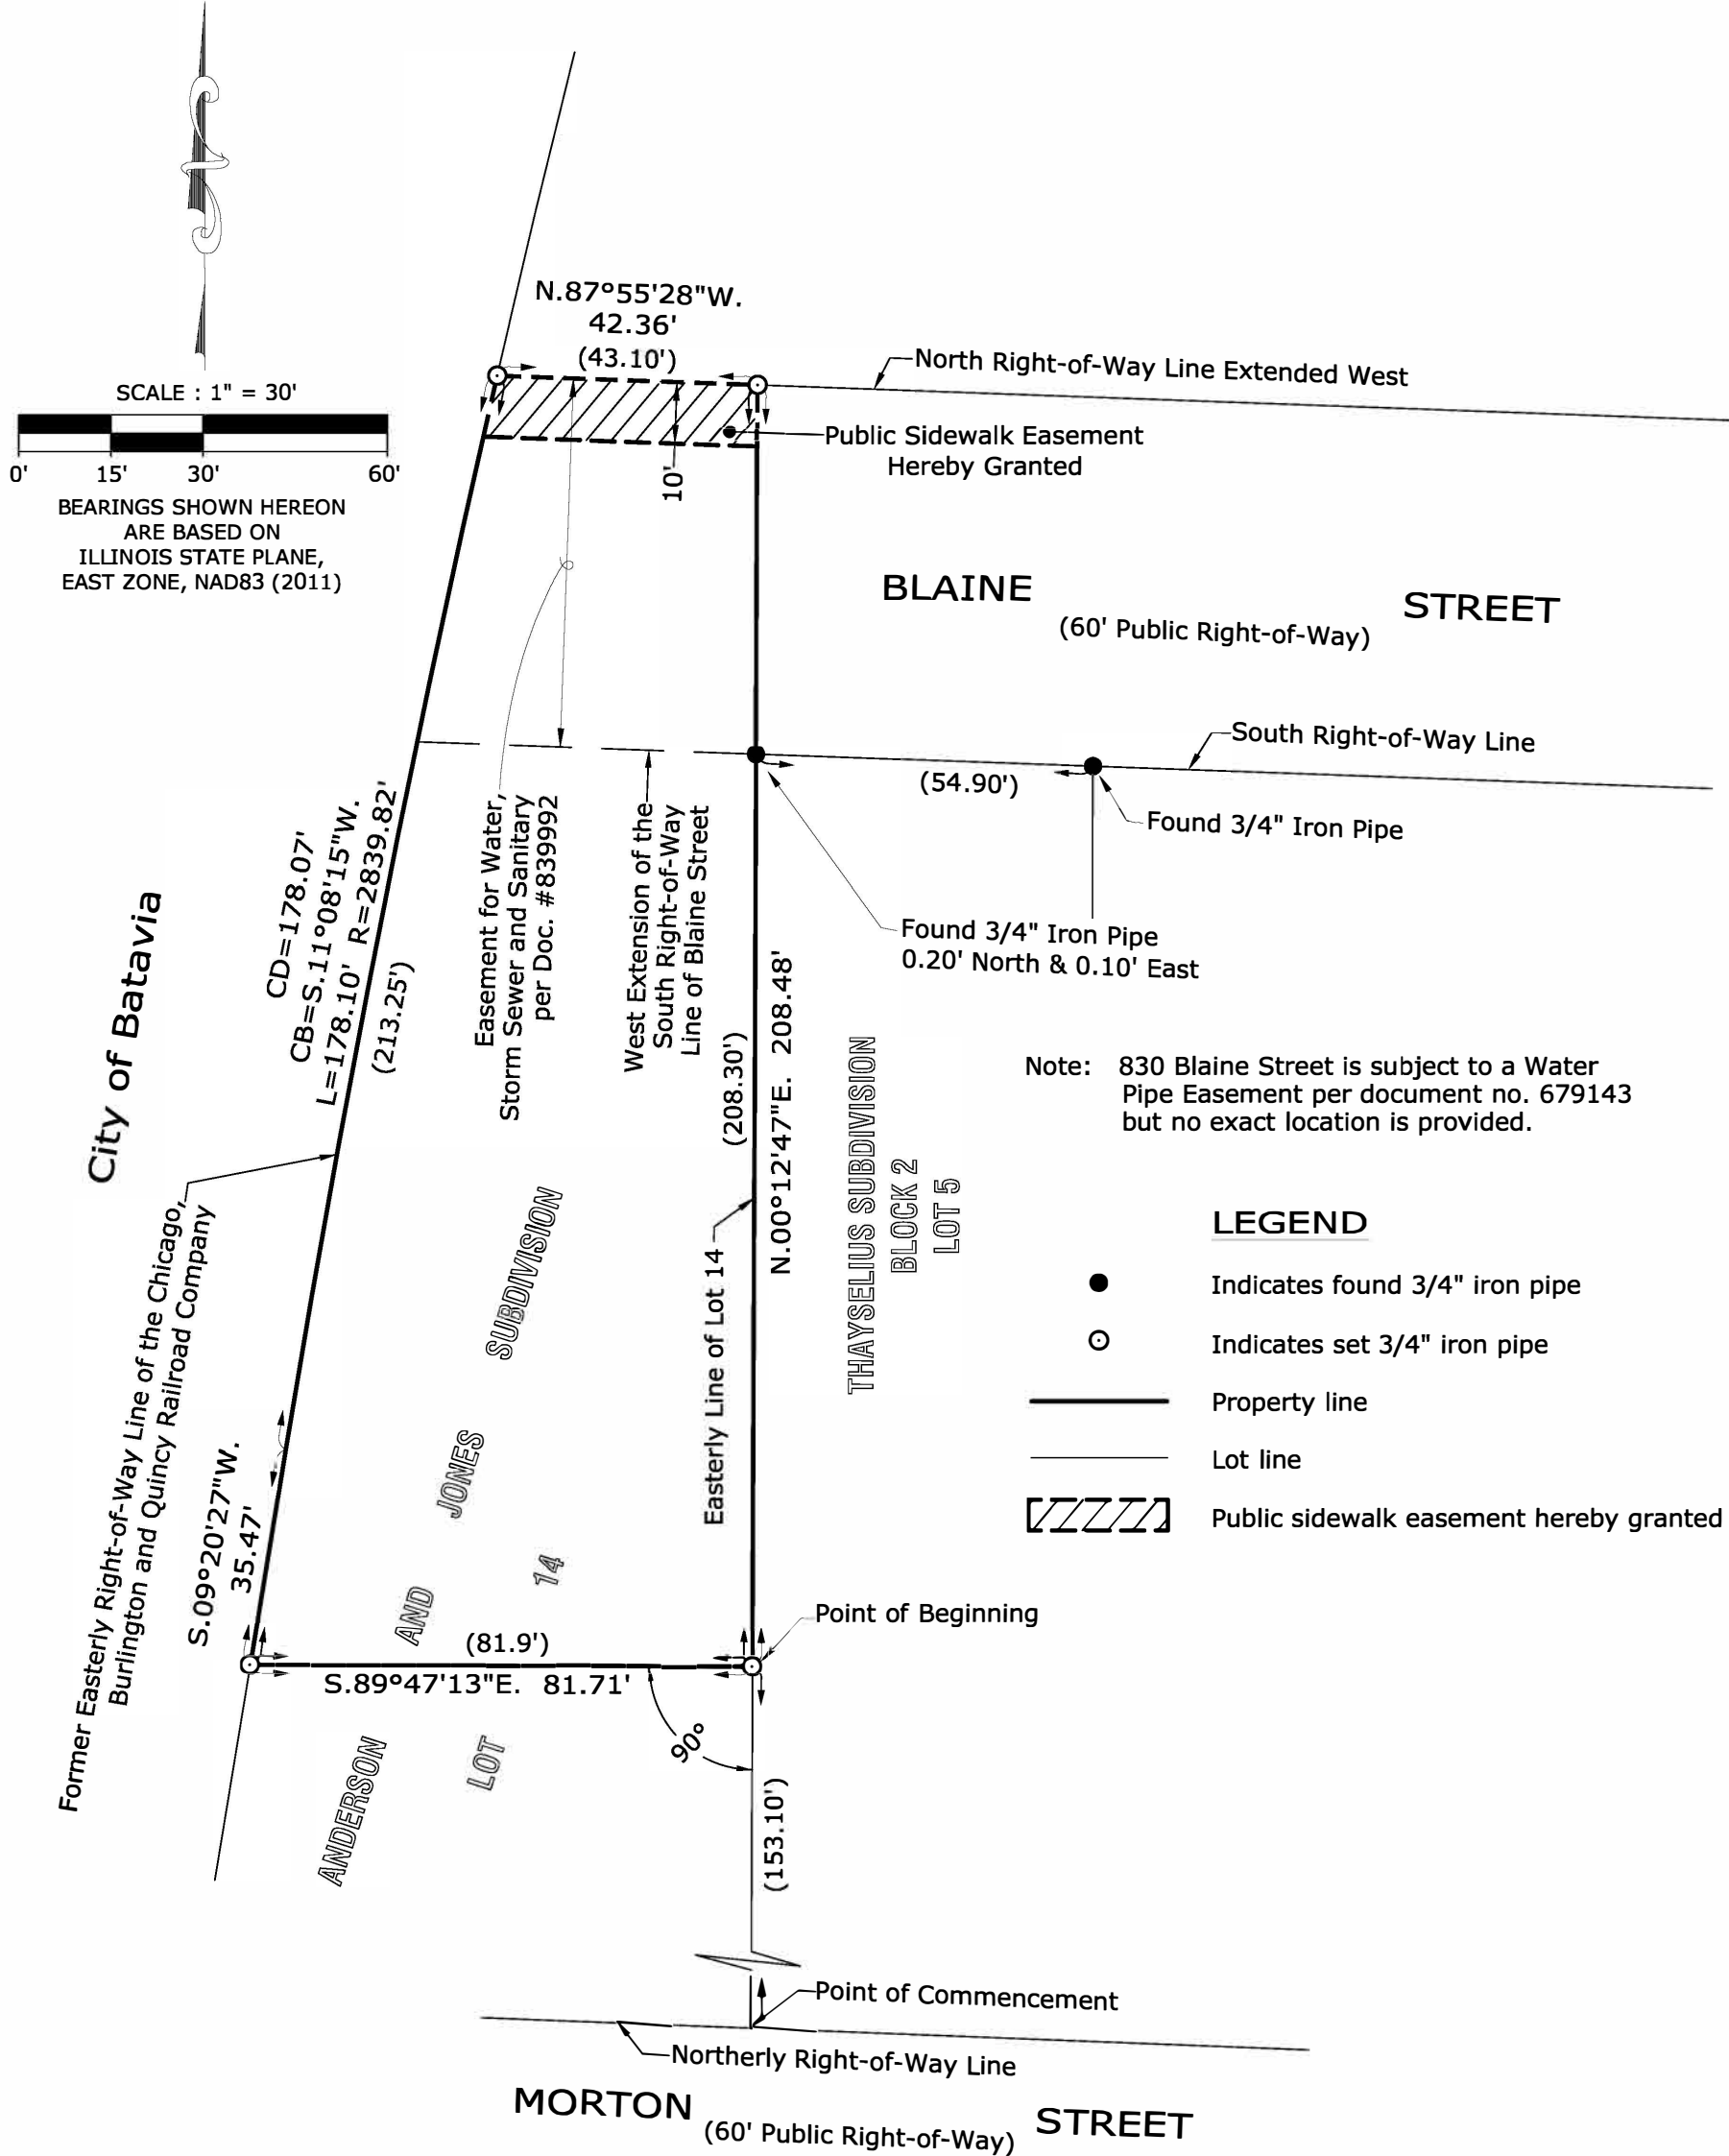 N.87°55'28"W.
42.36'
(43.10')
North Right-of-Way Line Extended West
SCALE : 1" = 30'
0' 15' 30' 60'
BEARINGS SHOWN HEREON
ARE BASED ON
ILLINOIS STATE PLANE,
EAST ZONE, NAD83 (2011)
Public Sidewalk Easement
Hereby Granted
10'
BLAINE STREET
(60' Public Right-of-Way)
South Right-of-Way Line
(54.90')
Found 3/4" Iron Pipe
Found 3/4" Iron Pipe
0.20' North & 0.10' East
City of Batavia
CD=178.07'
CB=S.11°08'15"W.
L=178.10' R=2839.82'
(213.25')
Easement for Water,
Storm Sewer and Sanitary
per Doc. #839992
West Extension of the
South Right-of-Way
Line of Blaine Street
(208.30')
N.00°12'47"E. 208.48'
Easterly Line of Lot 14
THAYSELIUS SUBDIVISION
BLOCK 2
LOT 5
Note: 830 Blaine Street is subject to a Water
Pipe Easement per document no. 679143
but no exact location is provided.
LEGEND
Indicates found 3/4" iron pipe
Indicates set 3/4" iron pipe
Property line
Lot line
Public sidewalk easement hereby granted
Former Easterly Right-of-Way Line of the Chicago,
Burlington and Quincy Railroad Company
S.09°20'27"W.
35.47'
ANDERSON AND JONES SUBDIVISION
LOT 14
(81.9')
S.89°47'13"E. 81.71'
Point of Beginning
90°
(153.10')
Point of Commencement
Northerly Right-of-Way Line
MORTON STREET
(60' Public Right-of-Way)